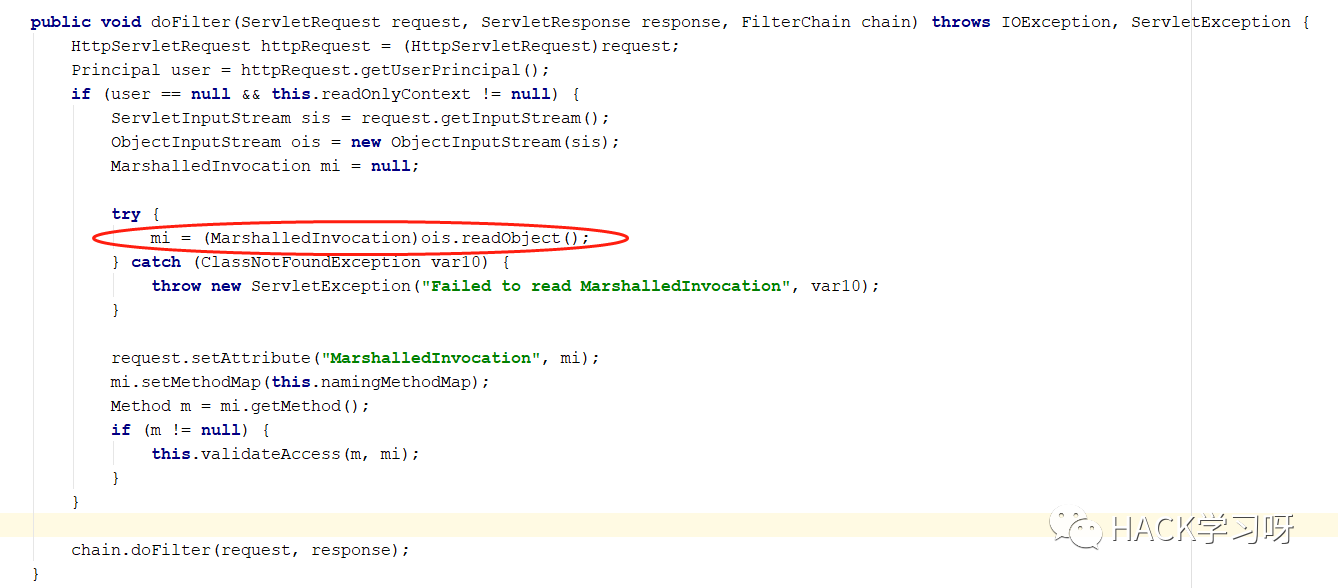 public void doFilter(ServletRequest request, ServletResponse response, FilterChain chain) throws IOException, ServletException {
    HttpServletRequest httpRequest = (HttpServletRequest)request;
    Principal user = httpRequest.getUserPrincipal();
    if (user == null && this.readOnlyContext != null) {
        ServletInputStream sis = request.getInputStream();
        ObjectInputStream ois = new ObjectInputStream(sis);
        MarshalledInvocation mi = null;

        try {
            mi = (MarshalledInvocation)ois.readObject();
        } catch (ClassNotFoundException var10) {
            throw new ServletException("Failed to read MarshalledInvocation", var10);
        }

        request.setAttribute("MarshalledInvocation", mi);
        mi.setMethodMap(this.namingMethodMap);
        Method m = mi.getMethod();
        if (m != null) {
            this.validateAccess(m, mi);
        }
    }

HACK学习呀
    chain.doFilter(request, response);
}